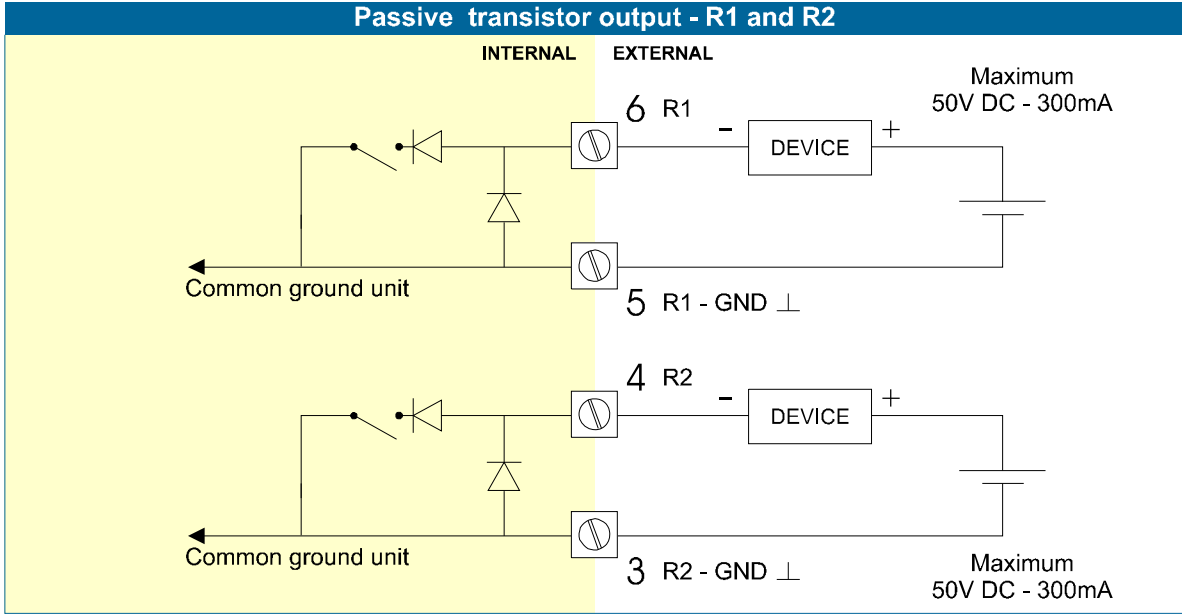 Passive transistor output - R1 and R2
INTERNAL EXTERNAL
Maximum
50V DC - 300mA
6 R1
- DEVICE +
Common ground unit
5 R1 - GND ⊥
4 R2
- DEVICE +
Common ground unit
3 R2 - GND ⊥
Maximum
50V DC - 300mA